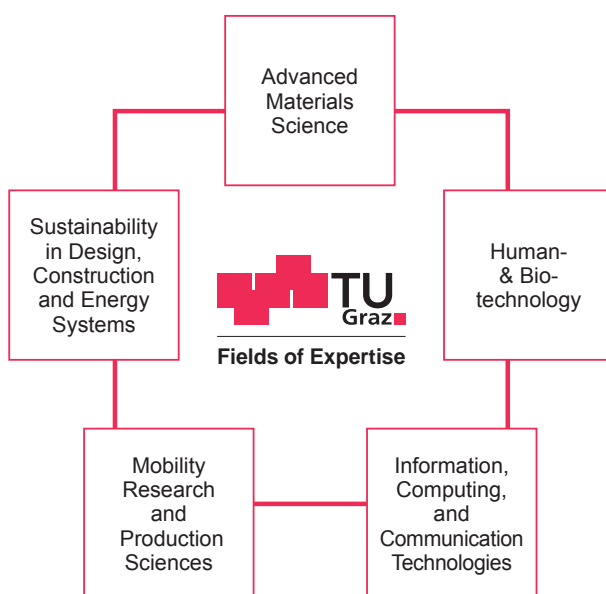 Advanced
Materials
Science
Sustainability
in Design,
Construction
and Energy
Systems
TU
Graz
Fields of Expertise
Human-
& Bio-
technology
Mobility
Research
and
Production
Sciences
Information,
Computing,
and
Communication
Technologies